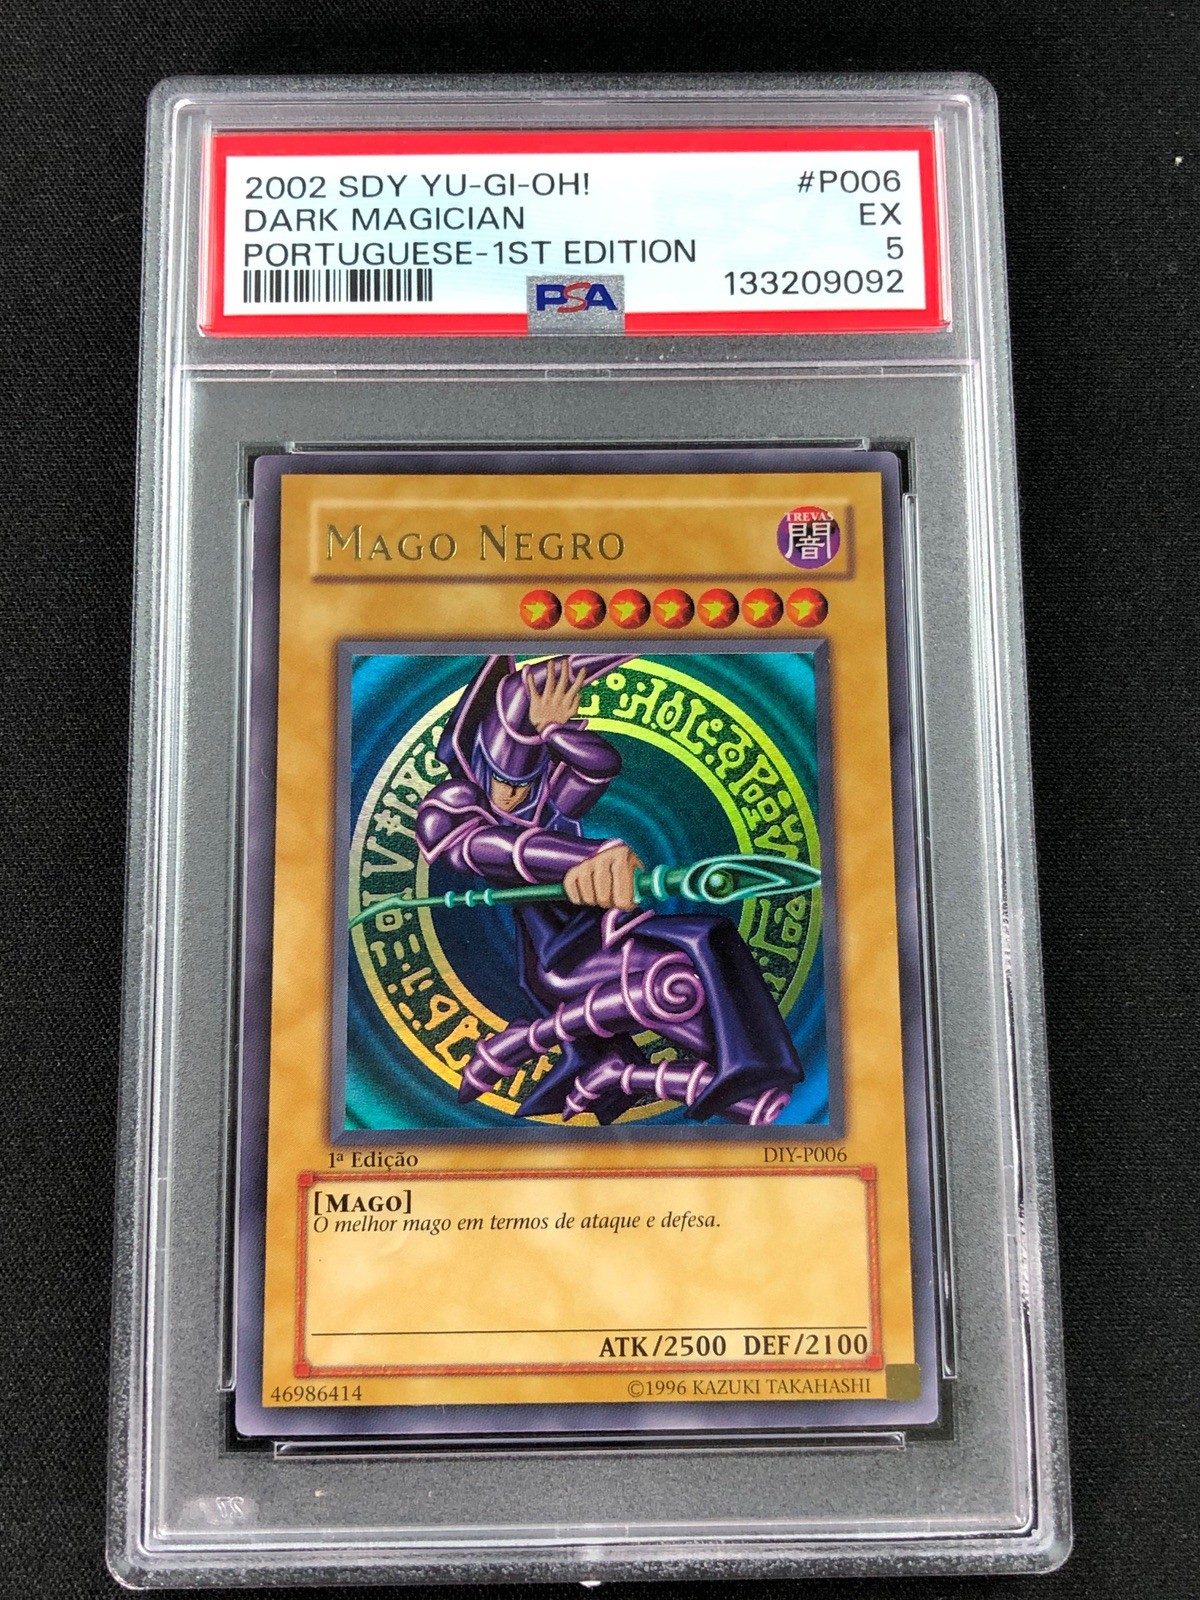 2002 SDY YU-GI-OH! #P006
DARK MAGICIAN EX
PORTUGUESE-1ST EDITION 5
PSA 133209092
MAGO NEGRO
TREVAS
闇
1ª Edição DIY-P006
[MAGO]
O melhor mago em termos de ataque e defesa.
ATK/2500 DEF/2100
46986414 ©1996 KAZUKI TAKAHASHI